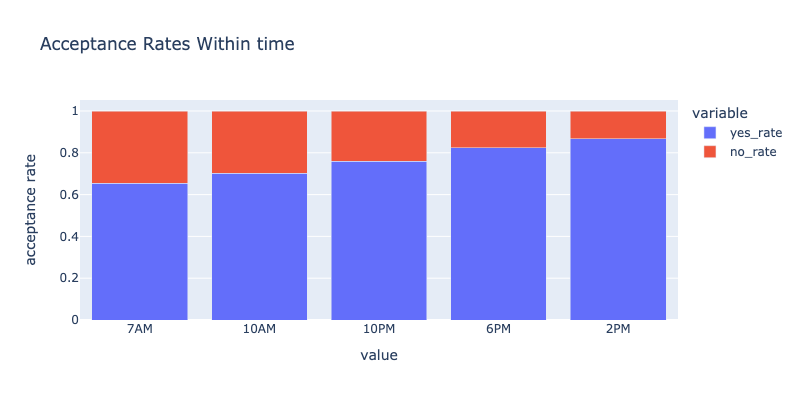 Acceptance Rates Within time
acceptance rate
1
0.8
0.6
0.4
0.2
0
7AM
10AM
10PM
6PM
2PM
value
variable
yes_rate
no_rate